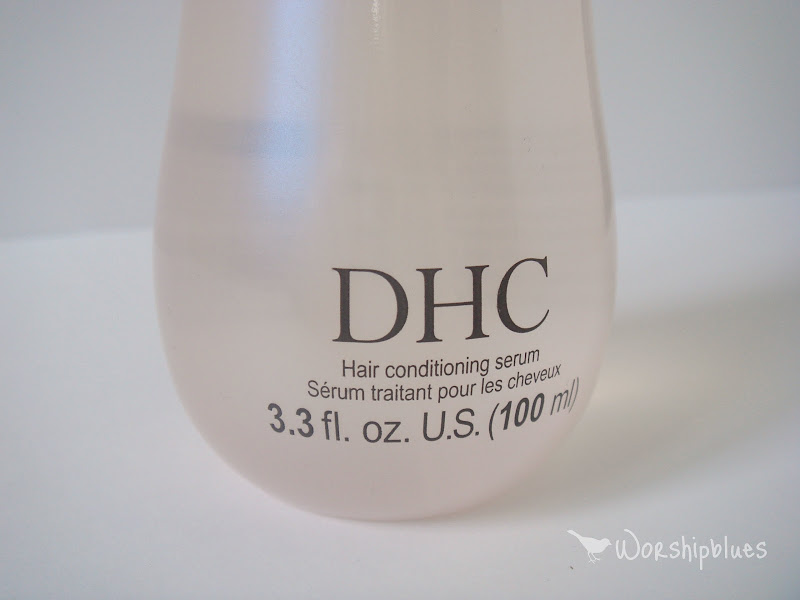 DHC
Hair conditioning serum
Sérum traitant pour les cheveux
3.3 fl. oz. U.S. (100 ml)
Worshipblues